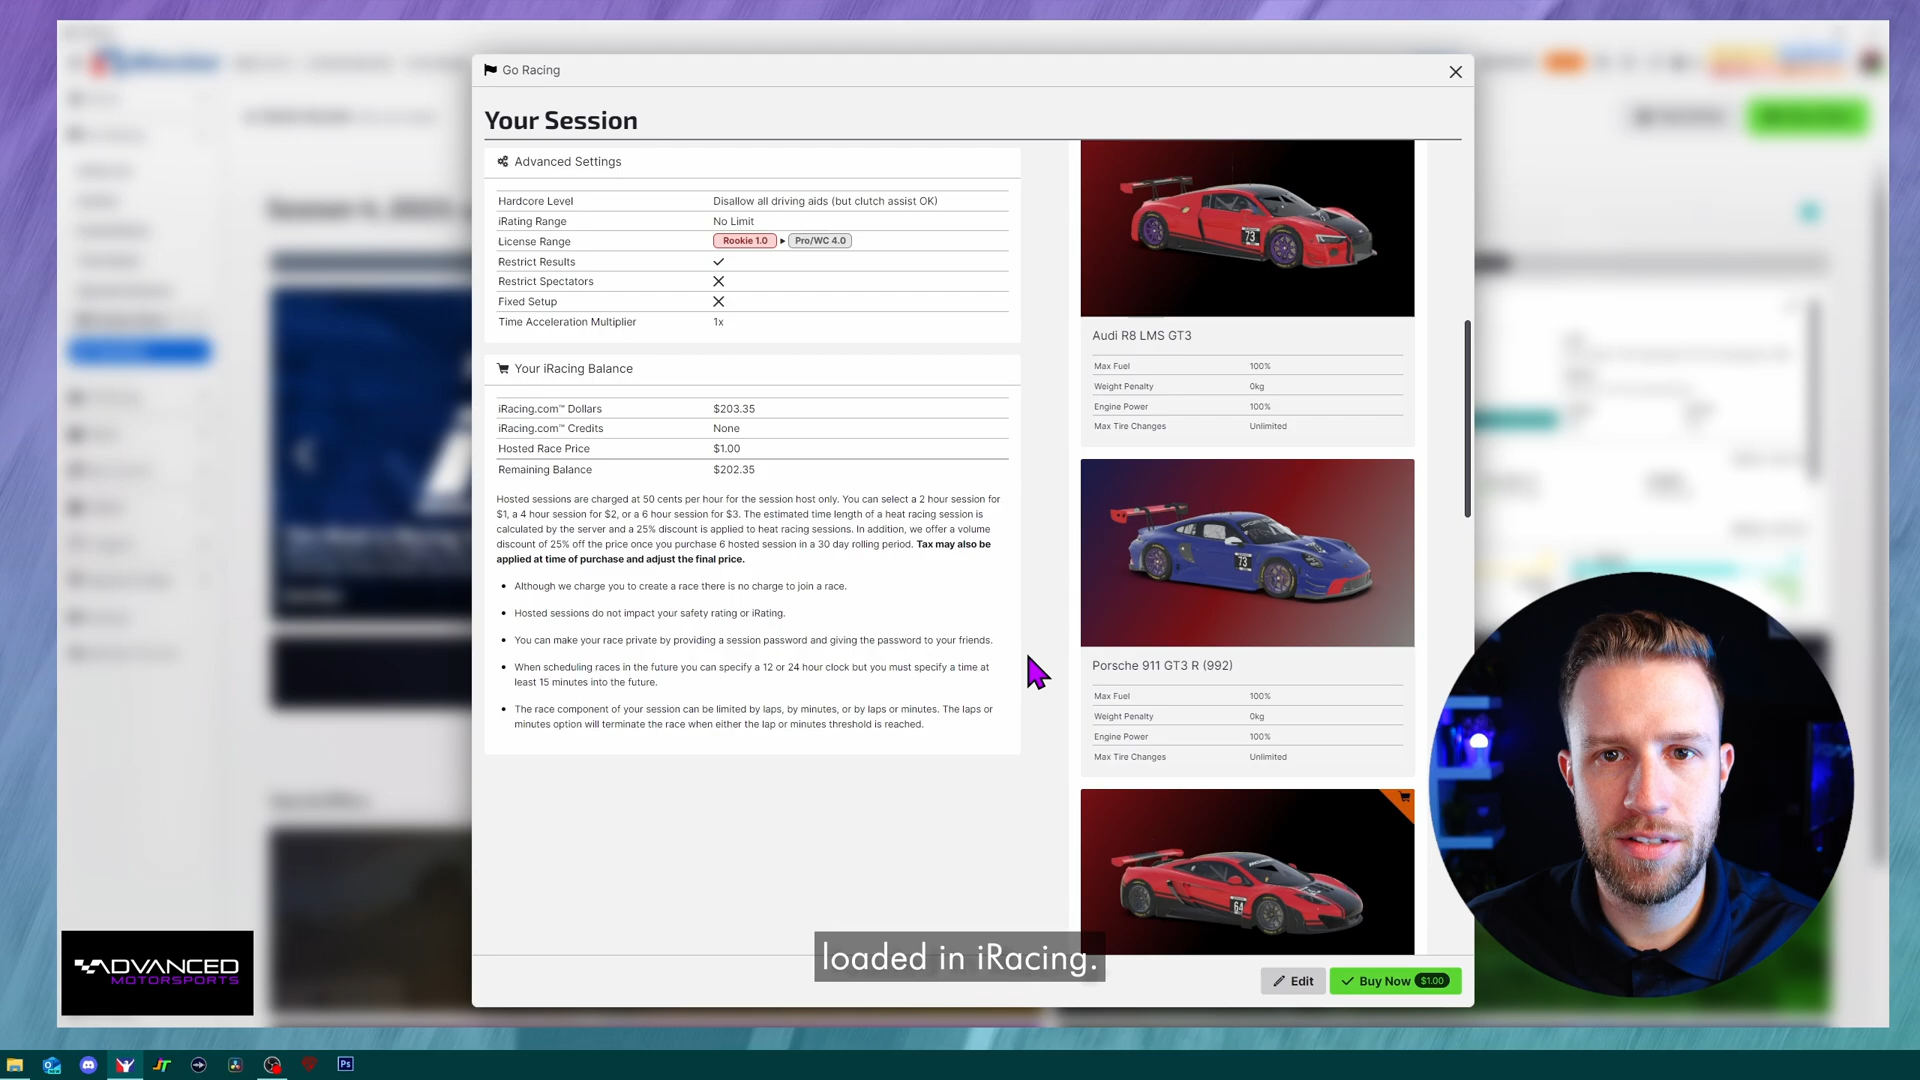 Go Racing
Your Session
Advanced Settings
Hardcore Level Disallow all driving aids (but clutch assist OK)
iRating Range No Limit
License Range Rookie 1.0 Pro/WC 4.0
Restrict Results
Restrict Spectators
Fixed Setup
Time Acceleration Multiplier 1x
Your iRacing Balance
iRacing.com™ Dollars $203.35
iRacing.com™ Credits None
Hosted Race Price $1.00
Remaining Balance $202.35
Hosted sessions are charged at 50 cents per hour for the session host only. You can select a 2 hour session for
$1, a 4 hour session for $2, or a 6 hour session for $3. The estimated time length of a heat racing session is
calculated by the server and a 25% discount is applied to heat racing sessions. In addition, we offer a volume
discount of 25% off the price once you purchase 6 hosted session in a 30 day rolling period. Tax may also be
applied at time of purchase and adjust the final price.
Although we charge you to create a race there is no charge to join a race.
Hosted sessions do not impact your safety rating or iRating.
You can make your race private by providing a session password and giving the password to your friends.
When scheduling races in the future you can specify a 12 or 24 hour clock but you must specify a time at
least 15 minutes into the future.
The race component of your session can be limited by laps, by minutes, or by laps or minutes. The laps or
minutes option will terminate the race when either the lap or minutes threshold is reached.
73
Audi R8 LMS GT3
Max Fuel 100%
Weight Penalty 0kg
Engine Power 100%
Max Tire Changes Unlimited
73
Porsche 911 GT3 R (992)
Max Fuel 100%
Weight Penalty 0kg
Engine Power 100%
Max Tire Changes Unlimited
64
loaded in iRacing.
Edit
Buy Now $1.00
ADVANCED
MOTORSPORTS
Ps